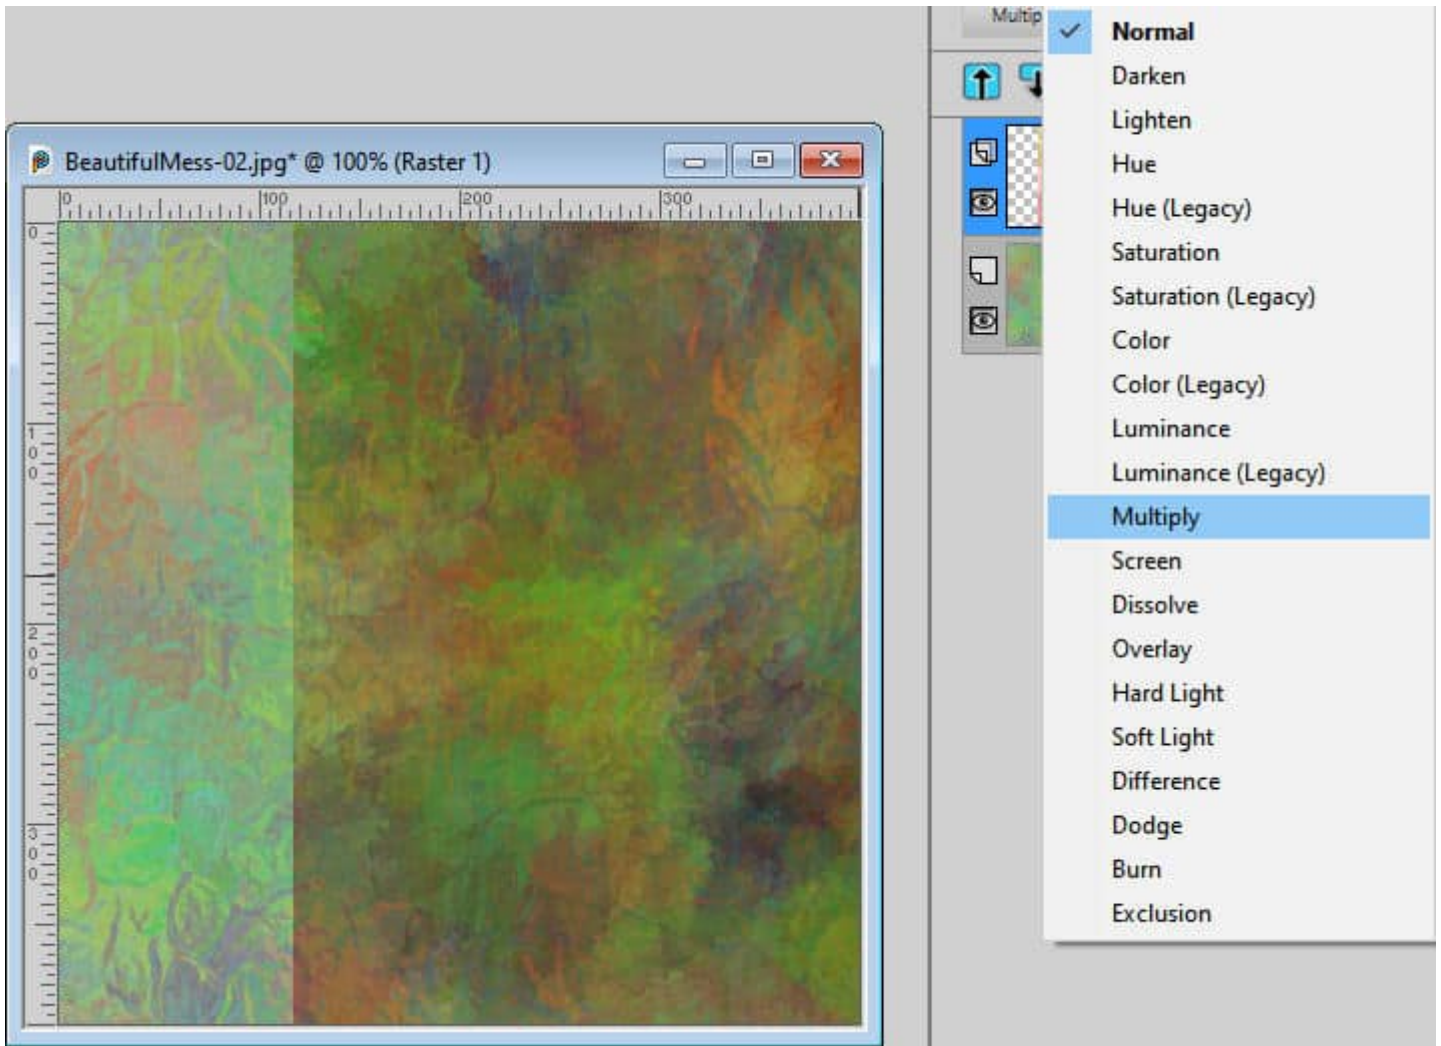 Multip
BeautifulMess-02.jpg* @ 100% (Raster 1)
0 100 200 300
0
100
200
300
Normal
Darken
Lighten
Hue
Hue (Legacy)
Saturation
Saturation (Legacy)
Color
Color (Legacy)
Luminance
Luminance (Legacy)
Multiply
Screen
Dissolve
Overlay
Hard Light
Soft Light
Difference
Dodge
Burn
Exclusion